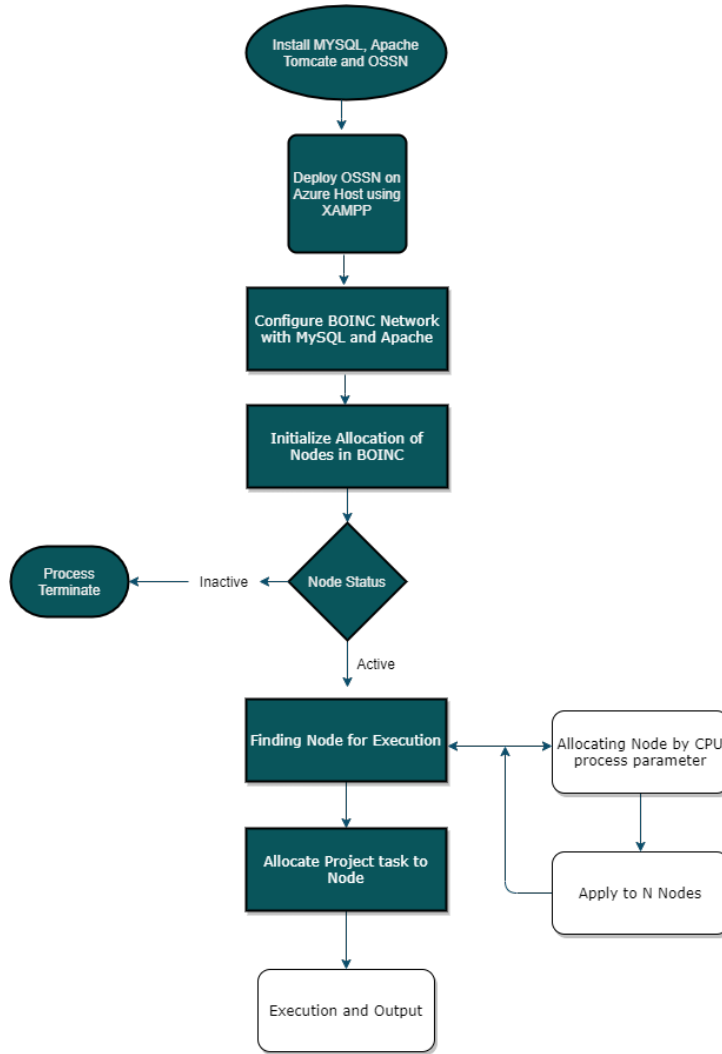 Install MYSQL, Apache
Tomcate and OSSN
Deploy OSSN on
Azure Host using
XAMPP
Configure BOINC Network
with MySQL and Apache
Initialize Allocation of
Nodes in BOINC
Process
Terminate
Inactive
Node Status
Active
Finding Node for Execution
Allocating Node by CPU
process parameter
Allocate Project task to
Node
Apply to N Nodes
Execution and Output